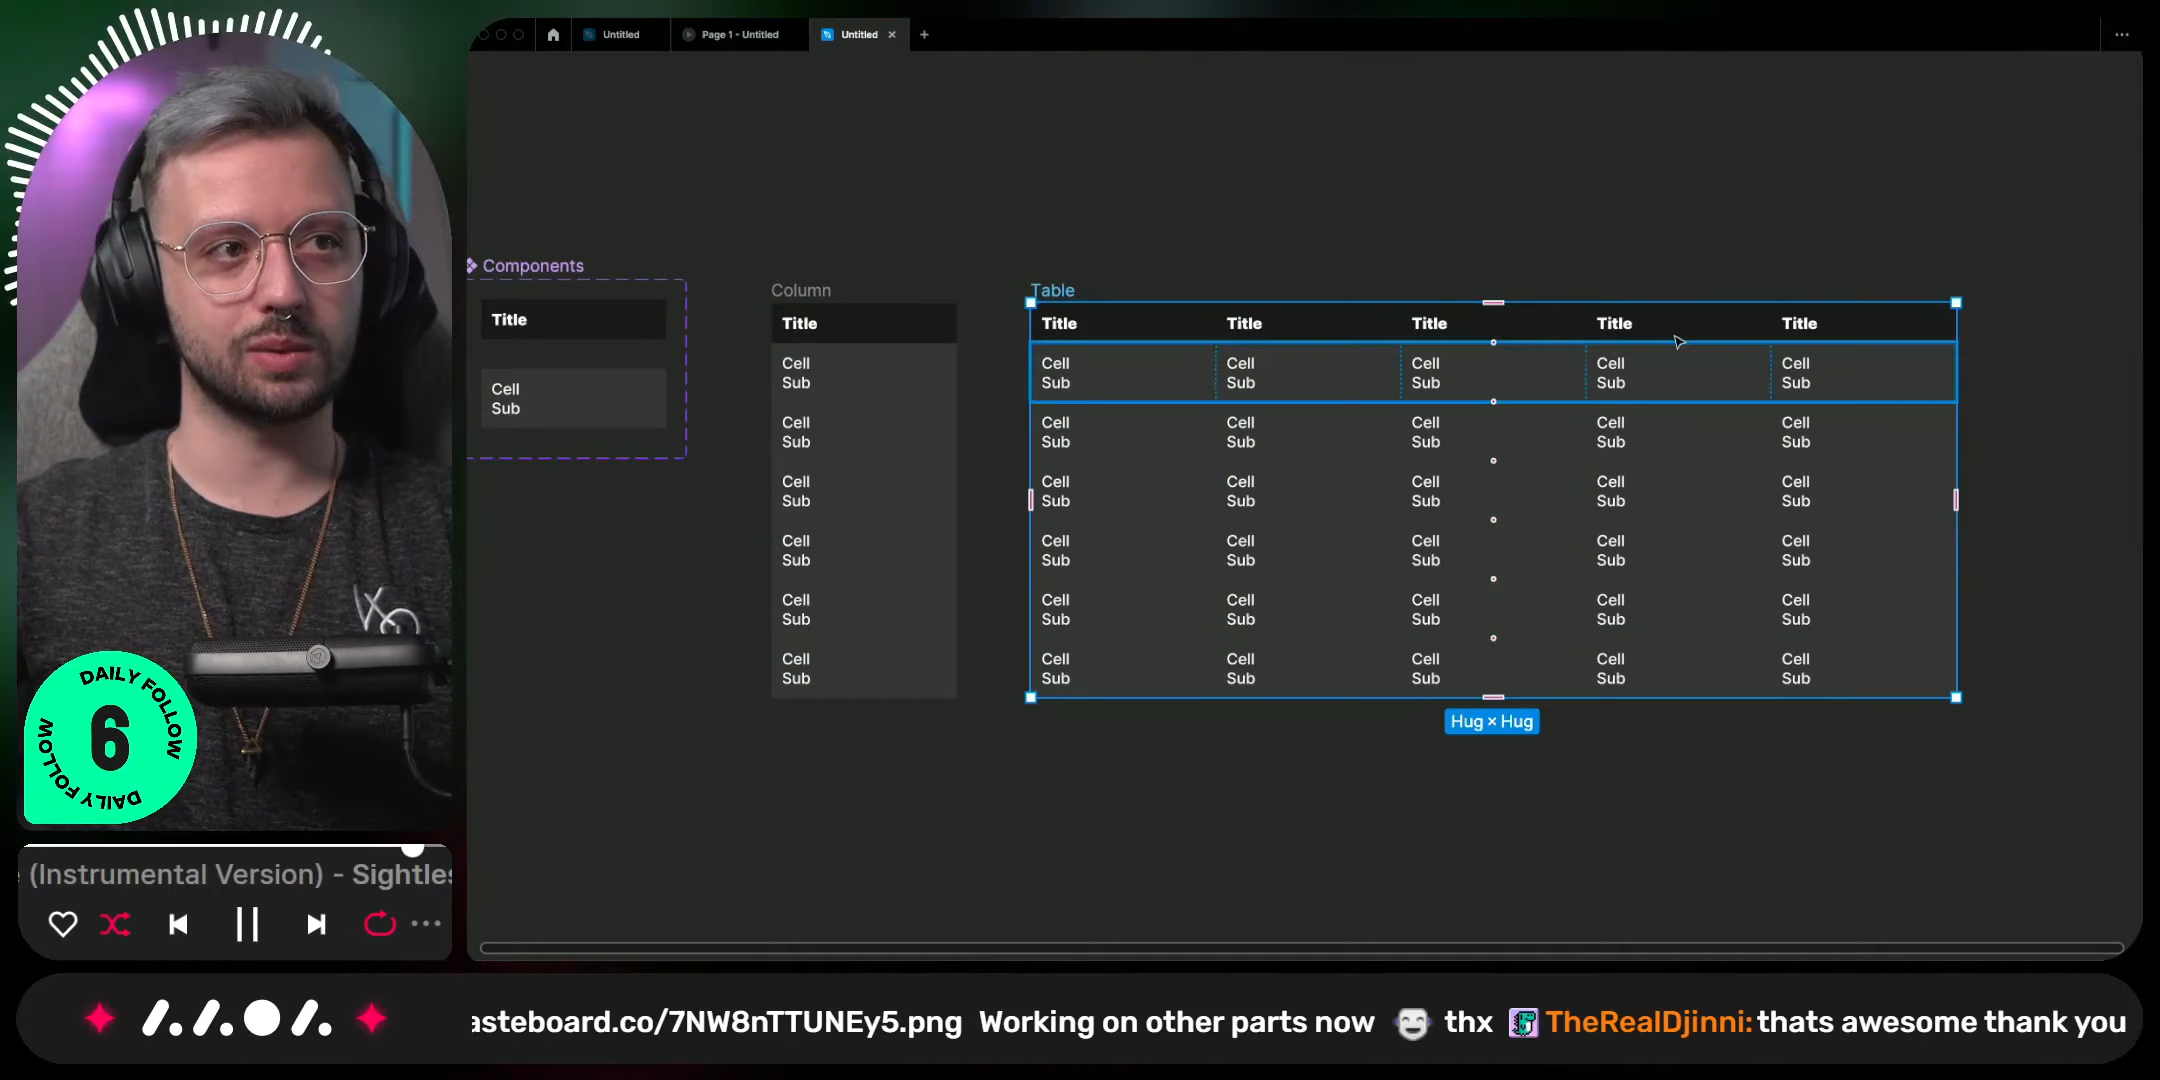 Untitled
Page 1 - Untitled
Untitled
Components
Title
Cell
Sub
Column
Title
Cell
Sub
Cell
Sub
Cell
Sub
Cell
Sub
Cell
Sub
Cell
Sub
Table
Title Title Title Title Title
Cell Cell Cell Cell Cell
Sub Sub Sub Sub Sub
Cell Cell Cell Cell Cell
Sub Sub Sub Sub Sub
Cell Cell Cell Cell Cell
Sub Sub Sub Sub Sub
Cell Cell Cell Cell Cell
Sub Sub Sub Sub Sub
Cell Cell Cell Cell Cell
Sub Sub Sub Sub Sub
Cell Cell Cell Cell Cell
Sub Sub Sub Sub Sub
Hug × Hug
DAILY FOLLOW
6
DAILY FOLLOW
(Instrumental Version) - Sightles
asteboard.co/7NW8nTTUNEy5.png Working on other parts now thx TheRealDjinni: thats awesome thank you